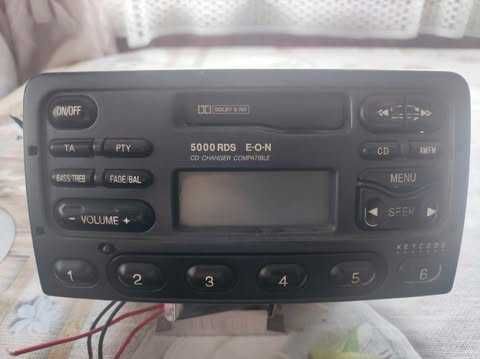 ON/OFF
DOLBY B NR
TA PTY
5000 RDS E·O·N
CD CHANGER COMPATIBLE
CD AM/FM
BASS/TREB FADE/BAL
MENU
- VOLUME +
SEEK
KEYCODE
1 2 3 4 5 6